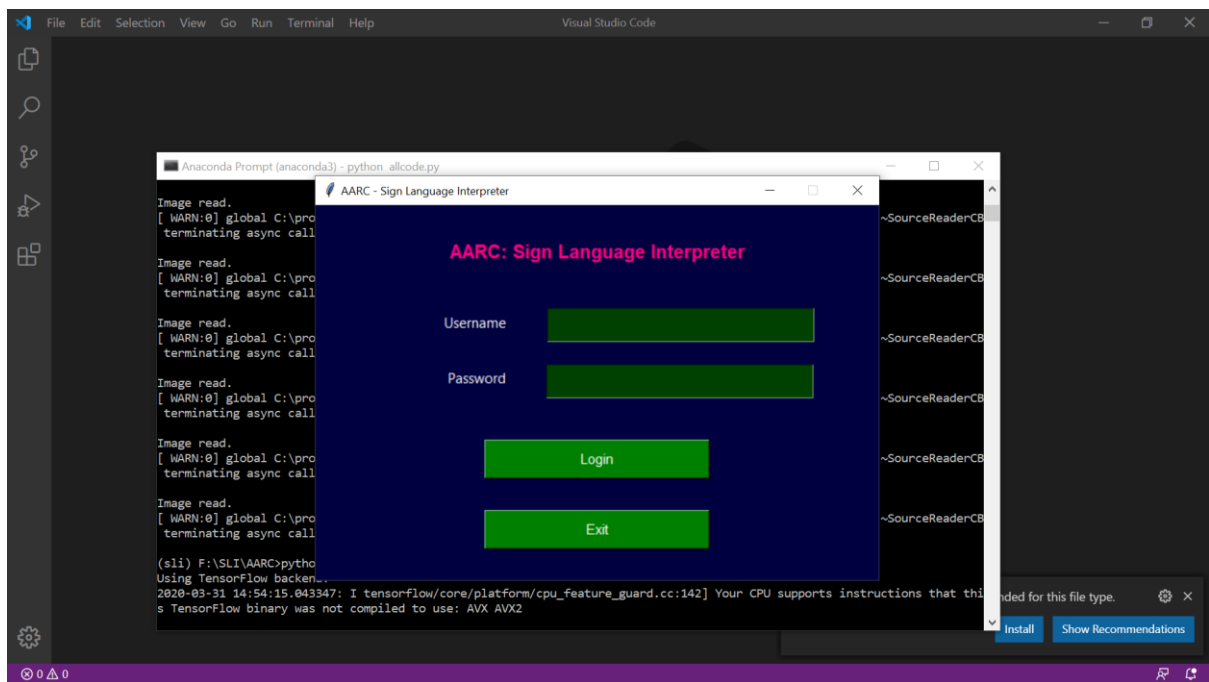 File Edit Selection View Go Run Terminal Help Visual Studio Code
Anaconda Prompt (anaconda3) - python allcode.py
AARC - Sign Language Interpreter
Image read.
[ WARN:0] global C:\pro ~SourceReaderCB
terminating async call
AARC: Sign Language Interpreter
Image read.
[ WARN:0] global C:\pro ~SourceReaderCB
terminating async call
Username
Image read.
[ WARN:0] global C:\pro ~SourceReaderCB
terminating async call
Password
Image read.
[ WARN:0] global C:\pro ~SourceReaderCB
terminating async call
Image read.
[ WARN:0] global C:\pro ~SourceReaderCB
terminating async call
Login
Image read.
[ WARN:0] global C:\pro ~SourceReaderCB
terminating async call
Exit
(sli) F:\SLI\AARC>pytho
Using TensorFlow backen
2020-03-31 14:54:15.043347: I tensorflow/core/platform/cpu_feature_guard.cc:142] Your CPU supports instructions that thi
s TensorFlow binary was not compiled to use: AVX AVX2
nded for this file type.
Install Show Recommendations
0 0